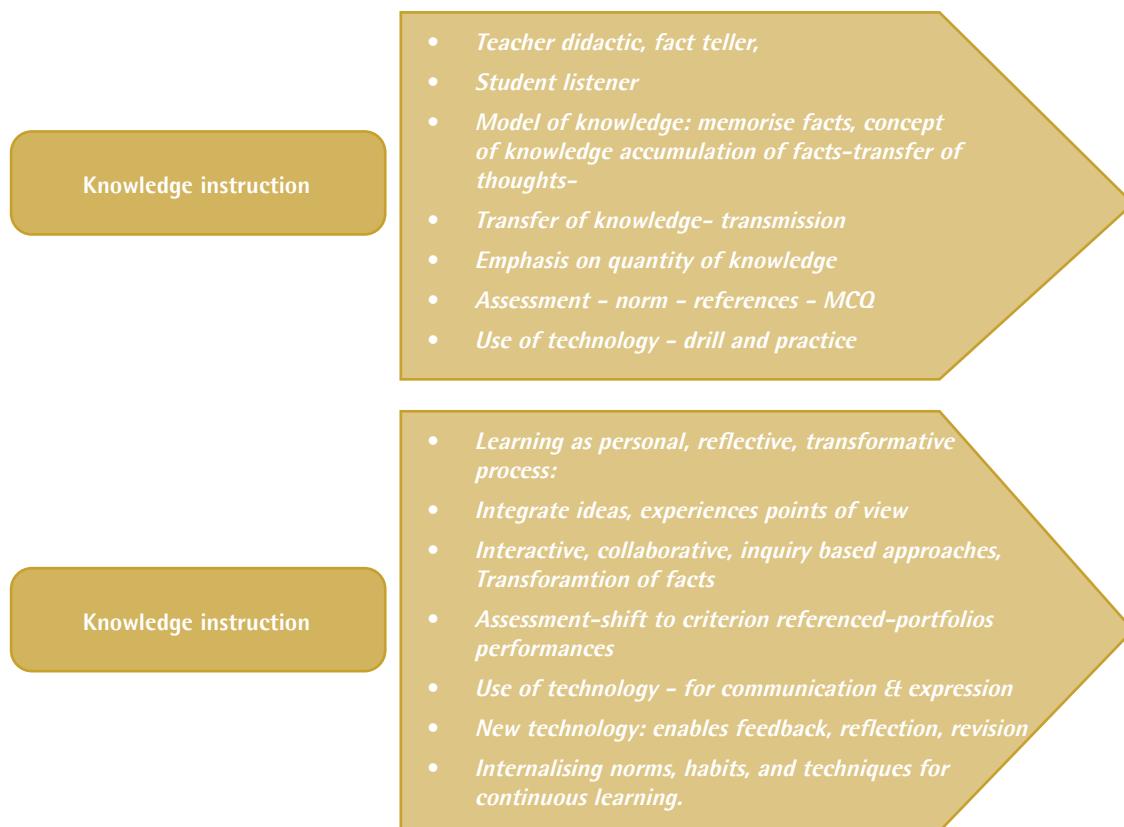 Knowledge instruction
• Teacher didactic, fact teller,
• Student listener
• Model of knowledge: memorise facts, concept
of knowledge accumulation of facts-transfer of
thoughts-
• Transfer of knowledge- transmission
• Emphasis on quantity of knowledge
• Assessment - norm - references - MCQ
• Use of technology - drill and practice
Knowledge instruction
• Learning as personal, reflective, transformative
process:
• Integrate ideas, experiences points of view
• Interactive, collaborative, inquiry based approaches,
Transforamtion of facts
• Assessment-shift to criterion referenced-portfolios
performances
• Use of technology - for communication & expression
• New technology: enables feedback, reflection, revision
• Internalising norms, habits, and techniques for
continuous learning.